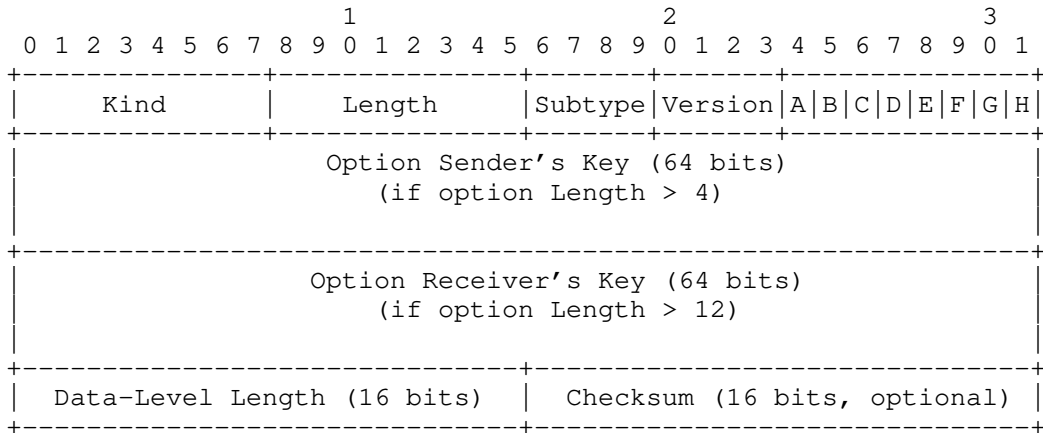 1 2 3
0 1 2 3 4 5 6 7 8 9 0 1 2 3 4 5 6 7 8 9 0 1 2 3 4 5 6 7 8 9 0 1
Kind Length Subtype Version A B C D E F G H
Option Sender's Key (64 bits)
(if option Length > 4)
Option Receiver's Key (64 bits)
(if option Length > 12)
Data-Level Length (16 bits) Checksum (16 bits, optional)